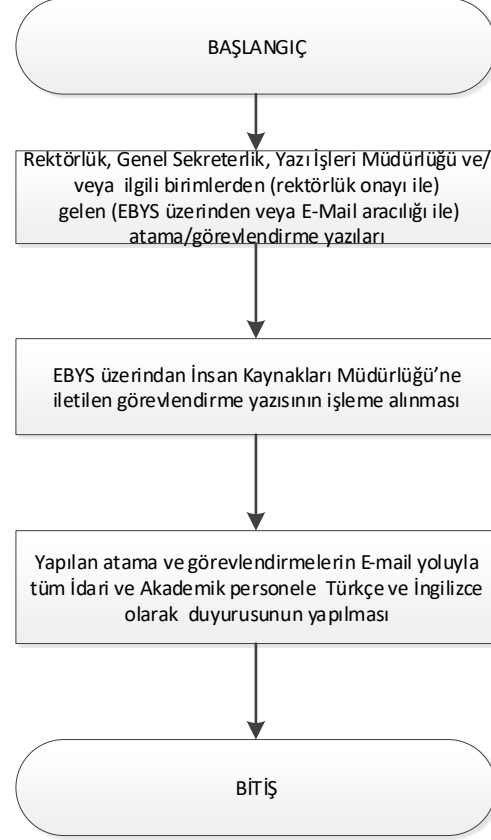 BAŞLANGIÇ
Rektörlük, Genel Sekreterlik, Yazı İşleri Müdürlüğü ve/
veya ilgili birimlerden (rektörlük onayı ile)
gelen (EBYS üzerinden veya E-Mail aracılığı ile)
atama/görevlendirme yazıları
EBYS üzerindan İnsan Kaynakları Müdürlüğü’ne
iletilen görevlendirme yazısının işleme alınması
Yapılan atama ve görevlendirmelerin E-mail yoluyla
tüm İdari ve Akademik personele Türkçe ve İngilizce
olarak duyurusunun yapılması
BİTİŞ